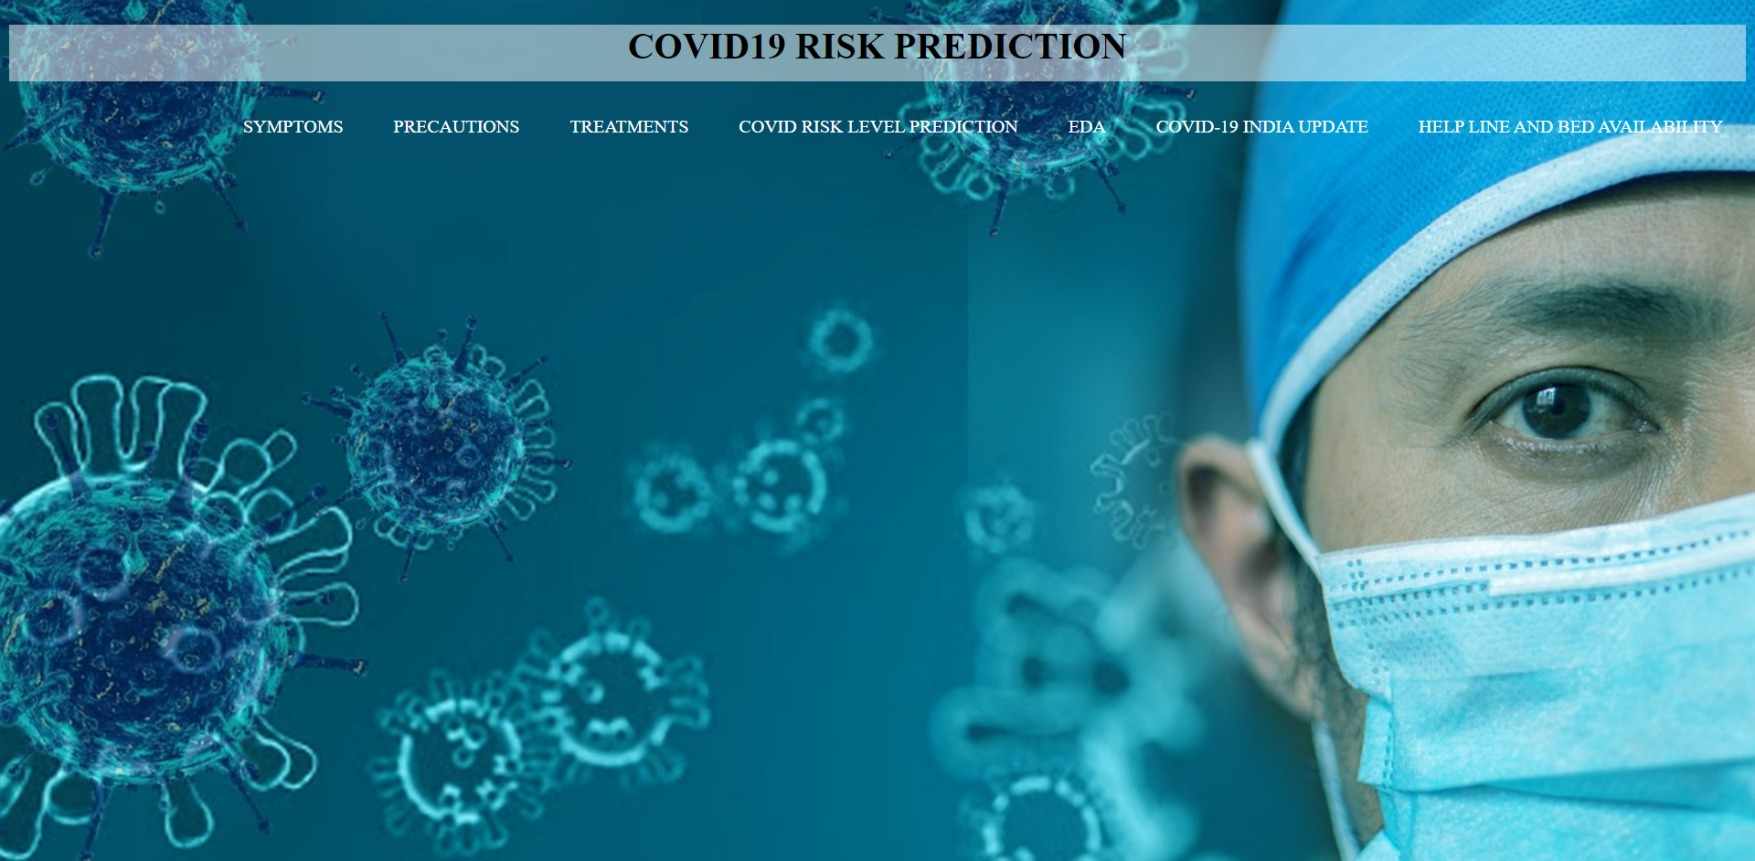 COVID19 RISK PREDICTION
SYMPTOMS PRECAUTIONS TREATMENTS COVID RISK LEVEL PREDICTION EDA COVID-19 INDIA UPDATE HELP LINE AND BED AVAILABILITY